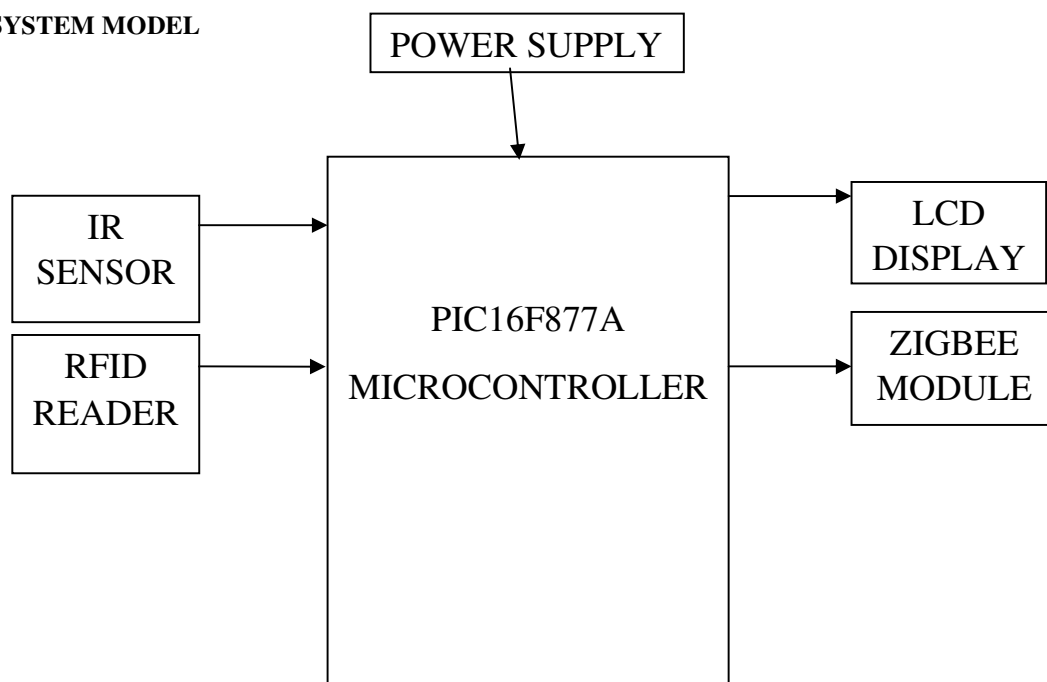 SYSTEM MODEL
POWER SUPPLY
IR
SENSOR
RFID
READER
PIC16F877A
MICROCONTROLLER
LCD
DISPLAY
ZIGBEE
MODULE